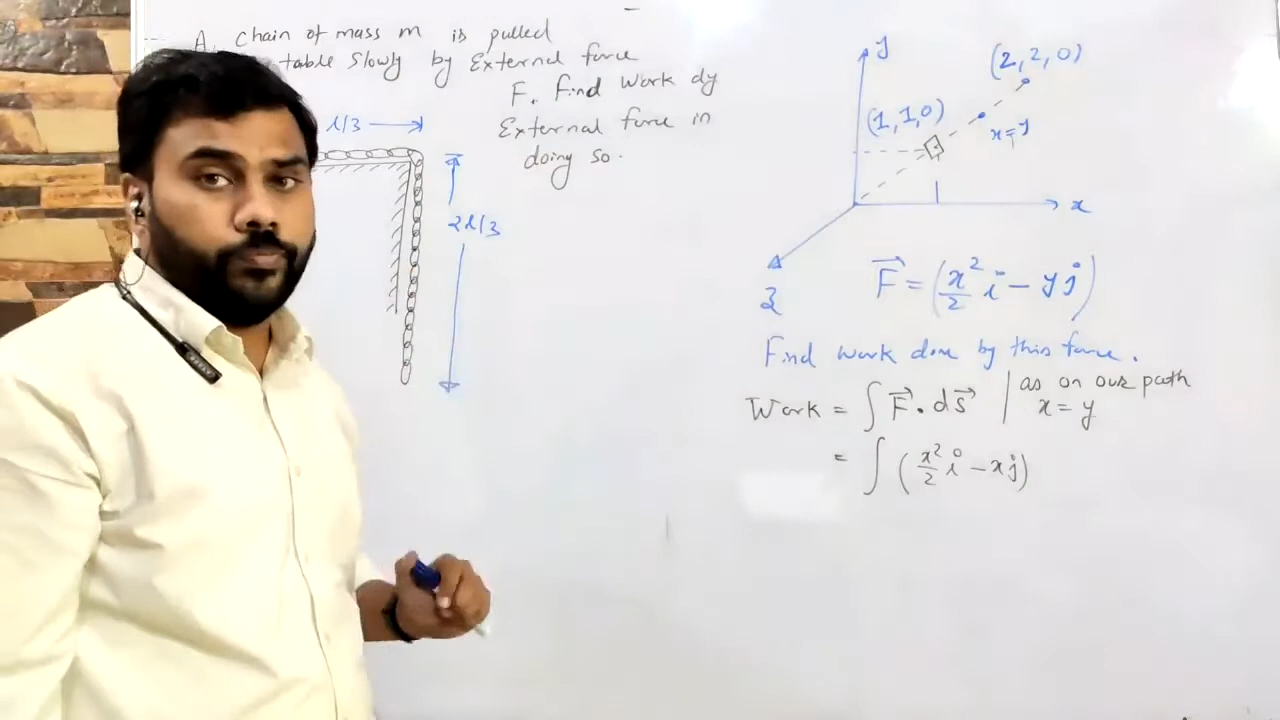 A chain of mass m is pulled
table slowly by External force
F. Find Work dy
External force in
doing so.
l/3
2l/3
y
(2,2,0)
(1,1,0)
x=y
x
z
F⃗ = (x²/2 i - yj)
Find work done by this force.
Work = ∫ F⃗ . ds⃗ | as on our path
x = y
= ∫ (x²/2 i - xj)